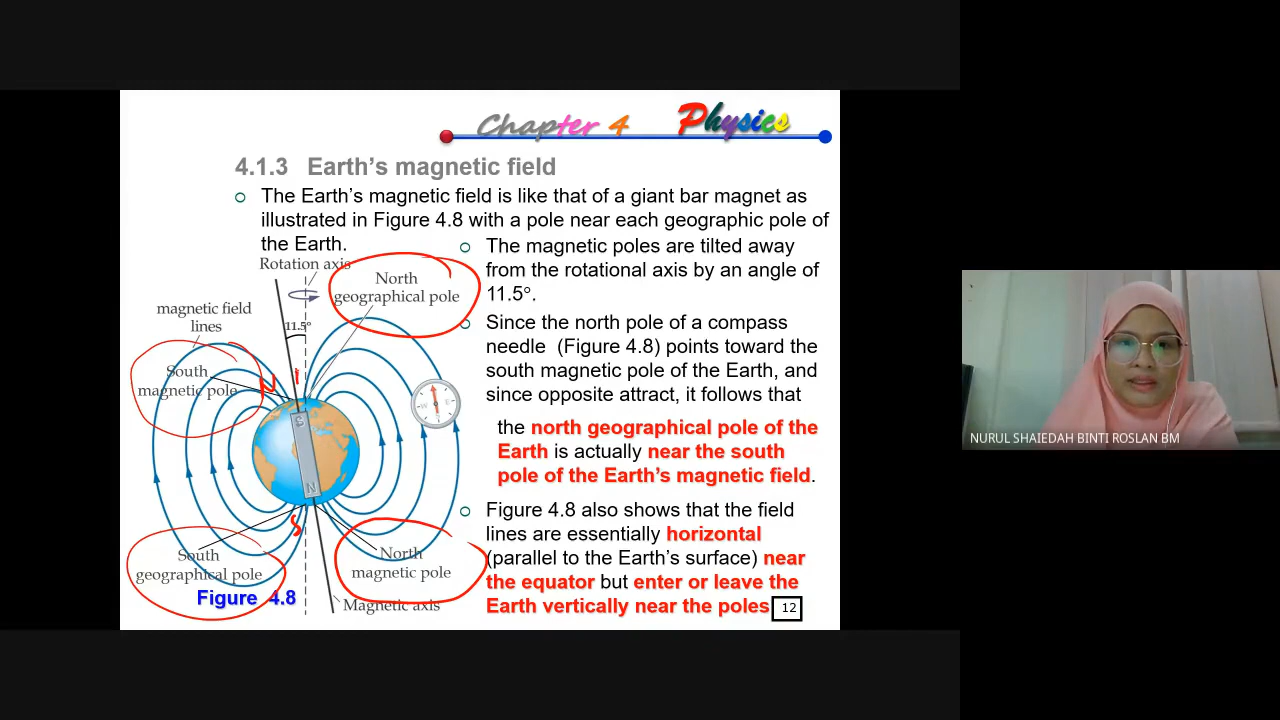 Chapter 4
Physics
4.1.3 Earth's magnetic field
The Earth's magnetic field is like that of a giant bar magnet as
illustrated in Figure 4.8 with a pole near each geographic pole of
the Earth.
The magnetic poles are tilted away
from the rotational axis by an angle of
11.5°.
Since the north pole of a compass
needle (Figure 4.8) points toward the
south magnetic pole of the Earth, and
since opposite attract, it follows that
the north geographical pole of the
Earth is actually near the south
pole of the Earth's magnetic field.
Figure 4.8 also shows that the field
lines are essentially horizontal
(parallel to the Earth's surface) near
the equator but enter or leave the
Earth vertically near the poles
12
Rotation axis
North
geographical pole
magnetic field
lines
11.5°
South
magnetic pole
N
S
W E
N
S
South
geographical pole
North
magnetic pole
Magnetic axis
Figure 4.8
NURUL SHAIEDAH BINTI ROSLAN BM